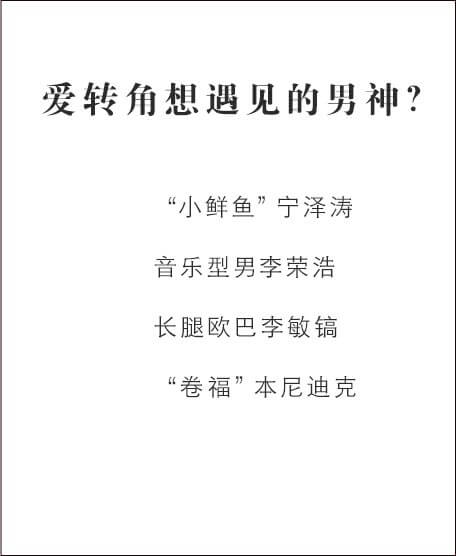 爱转角想遇见的男神?
“小鲜鱼”宁泽涛
音乐型男李荣浩
长腿欧巴李敏镐
“卷福”本尼迪克